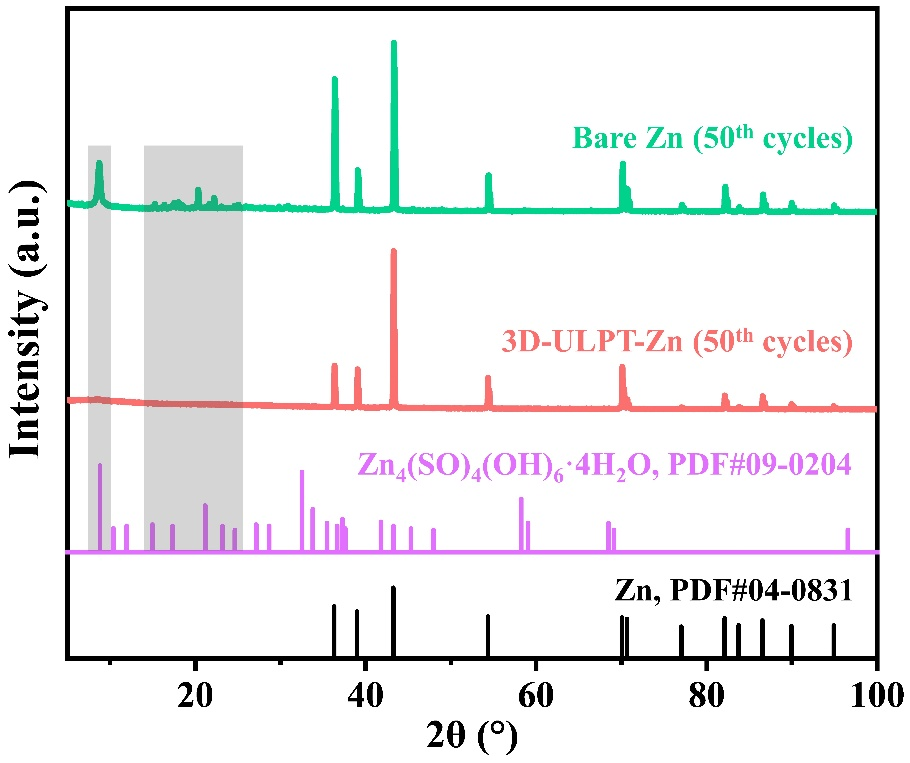 Bare Zn (50th cycles)
3D-ULPT-Zn (50th cycles)
Zn4(SO)4(OH)6·4H2O, PDF#09-0204
Zn, PDF#04-0831
Intensity (a.u.)
20 40 60 80 100
2θ (°)